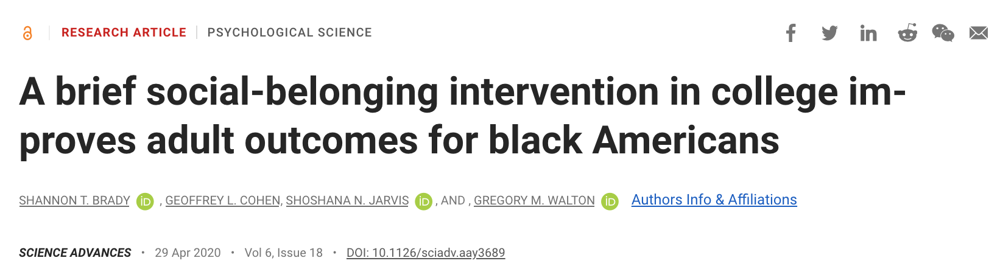 RESEARCH ARTICLE | PSYCHOLOGICAL SCIENCE
A brief social-belonging intervention in college im-
proves adult outcomes for black Americans
SHANNON T. BRADY iD , GEOFFREY L. COHEN, SHOSHANA N. JARVIS iD , AND , GREGORY M. WALTON iD Authors Info & Affiliations
SCIENCE ADVANCES • 29 Apr 2020 • Vol 6, Issue 18 • DOI: 10.1126/sciadv.aay3689